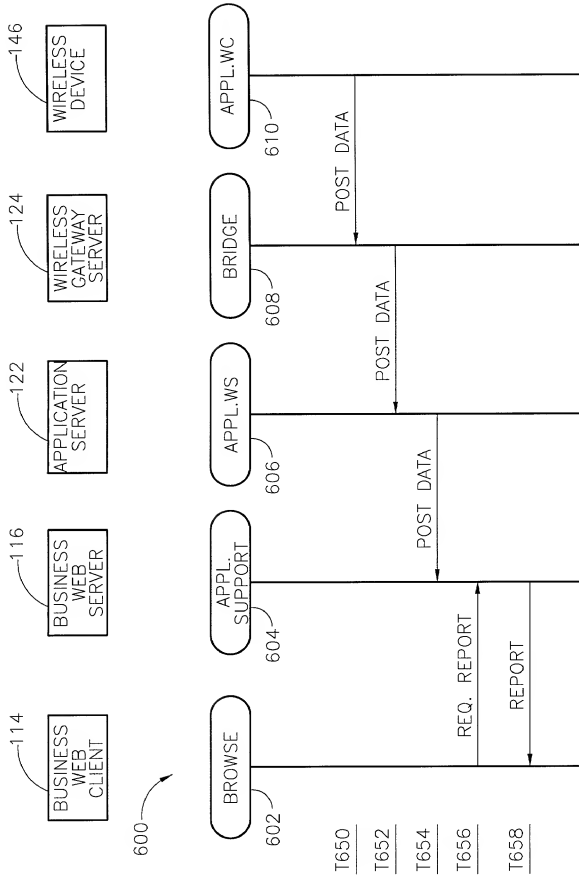 114
BUSINESS
WEB
CLIENT
116
BUSINESS
WEB
SERVER
122
APPLICATION
SERVER
124
WIRELESS
GATEWAY
SERVER
146
WIRELESS
DEVICE
600
BROWSE
602
APPL.
SUPPORT
604
APPL.WS
606
BRIDGE
608
APPL.WC
610
T650
POST DATA
T652
POST DATA
T654
POST DATA
T656
REQ. REPORT
T658
REPORT